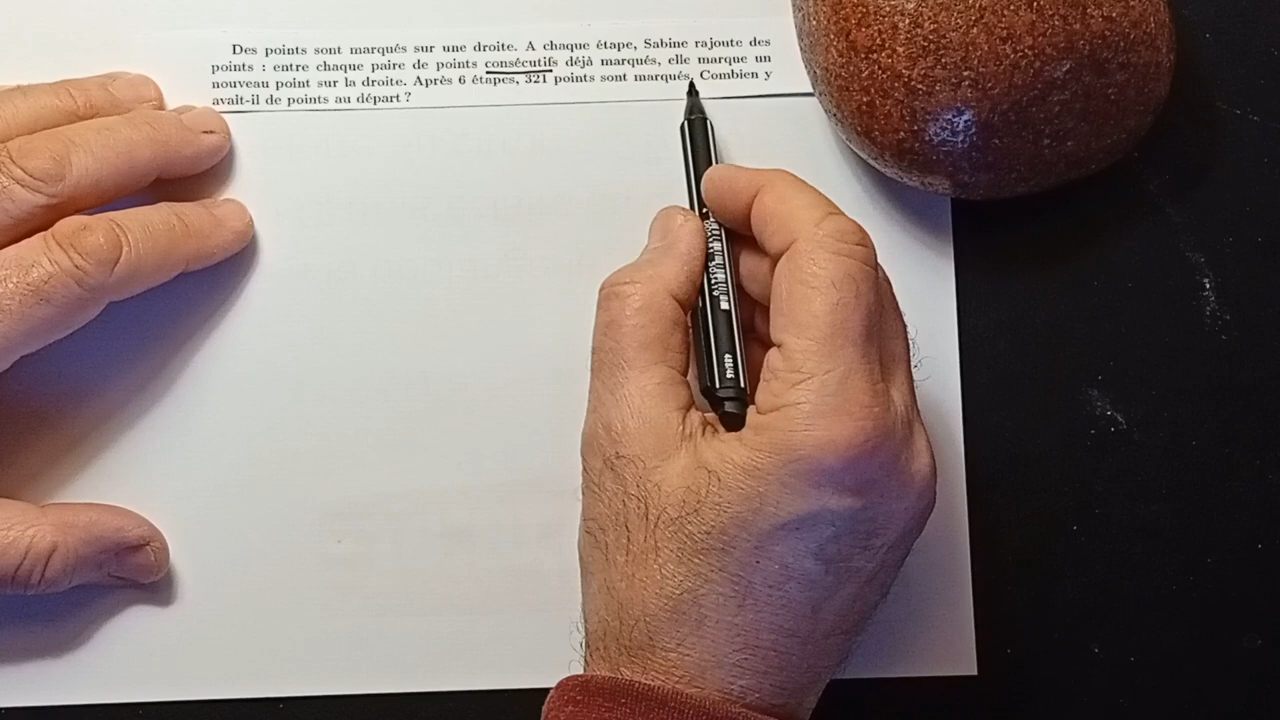 Des points sont marqués sur une droite. A chaque étape, Sabine rajoute des
points : entre chaque paire de points consécutifs déjà marqués, elle marque un
nouveau point sur la droite. Après 6 étapes, 321 points sont marqués. Combien y
avait-il de points au départ ?